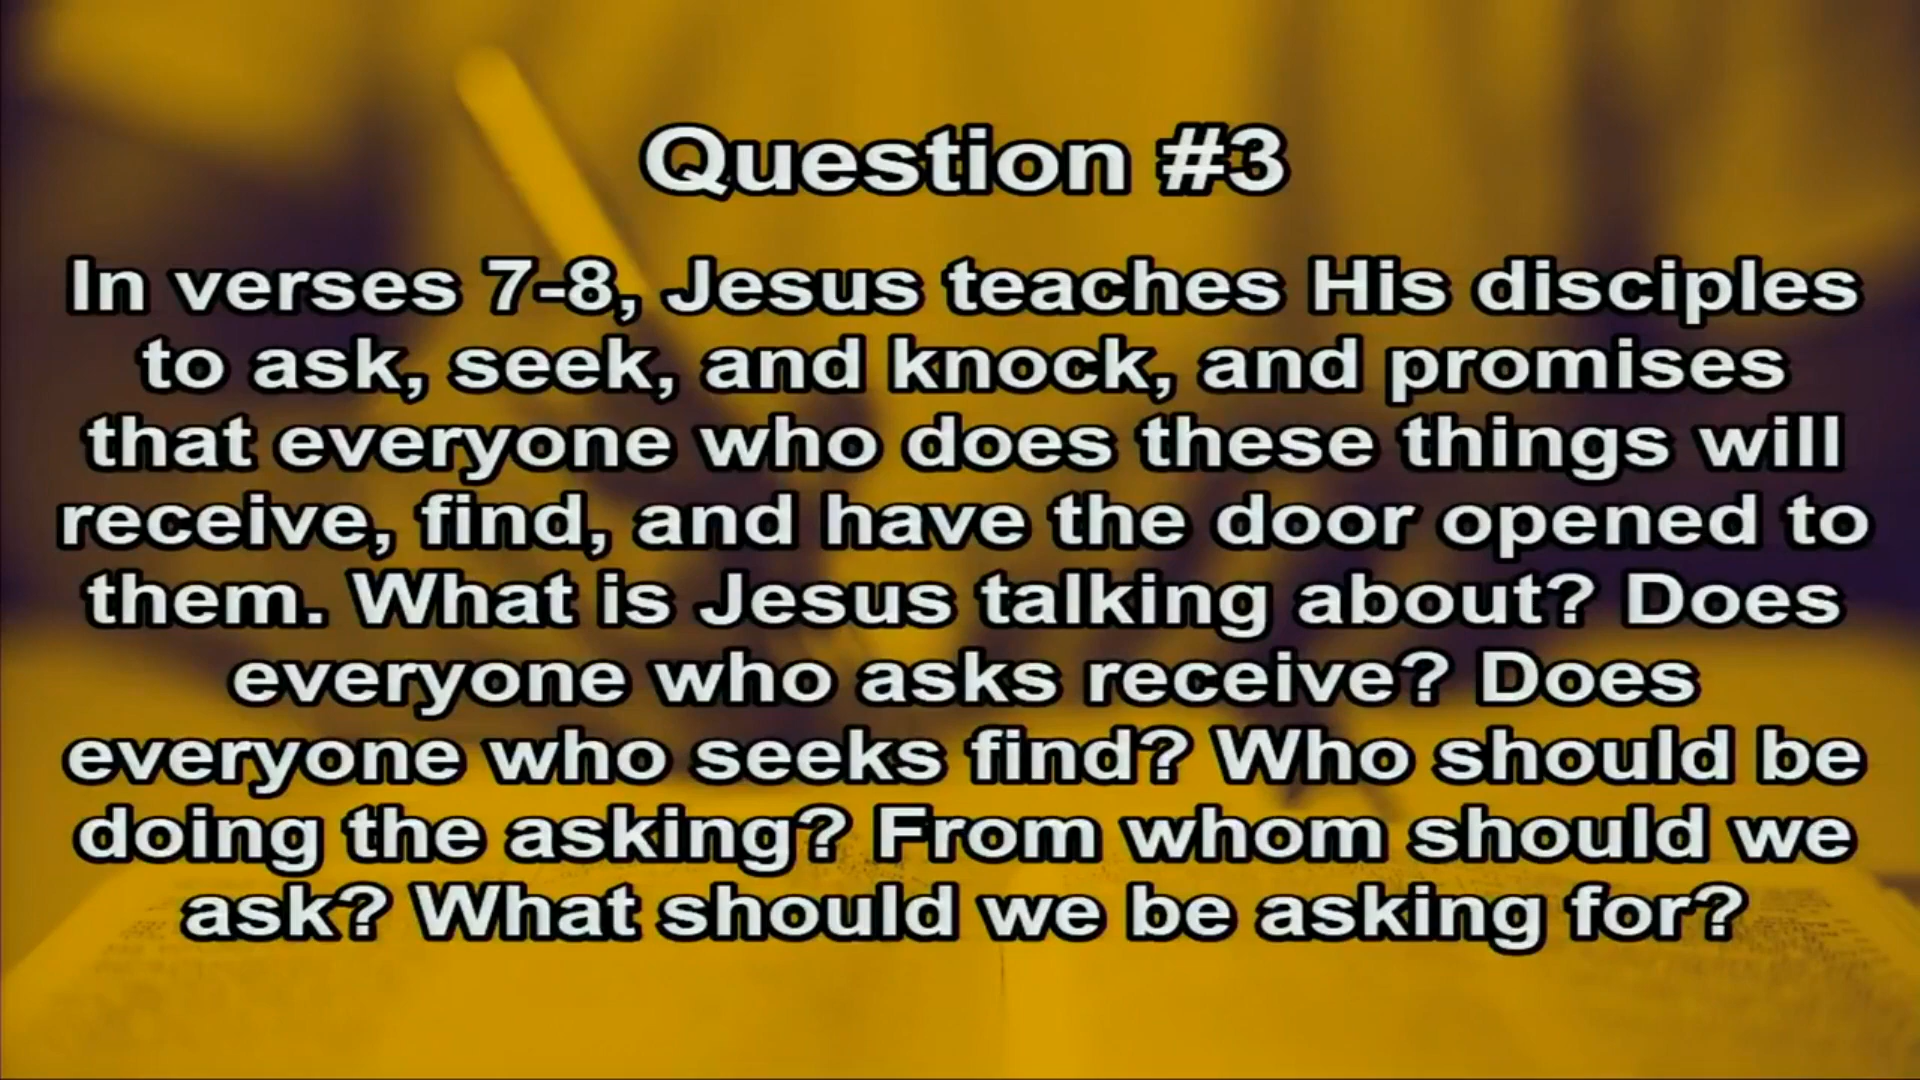 Question #3
In verses 7-8, Jesus teaches His disciples
to ask, seek, and knock, and promises
that everyone who does these things will
receive, find, and have the door opened to
them. What is Jesus talking about? Does
everyone who asks receive? Does
everyone who seeks find? Who should be
doing the asking? From whom should we
ask? What should we be asking for?